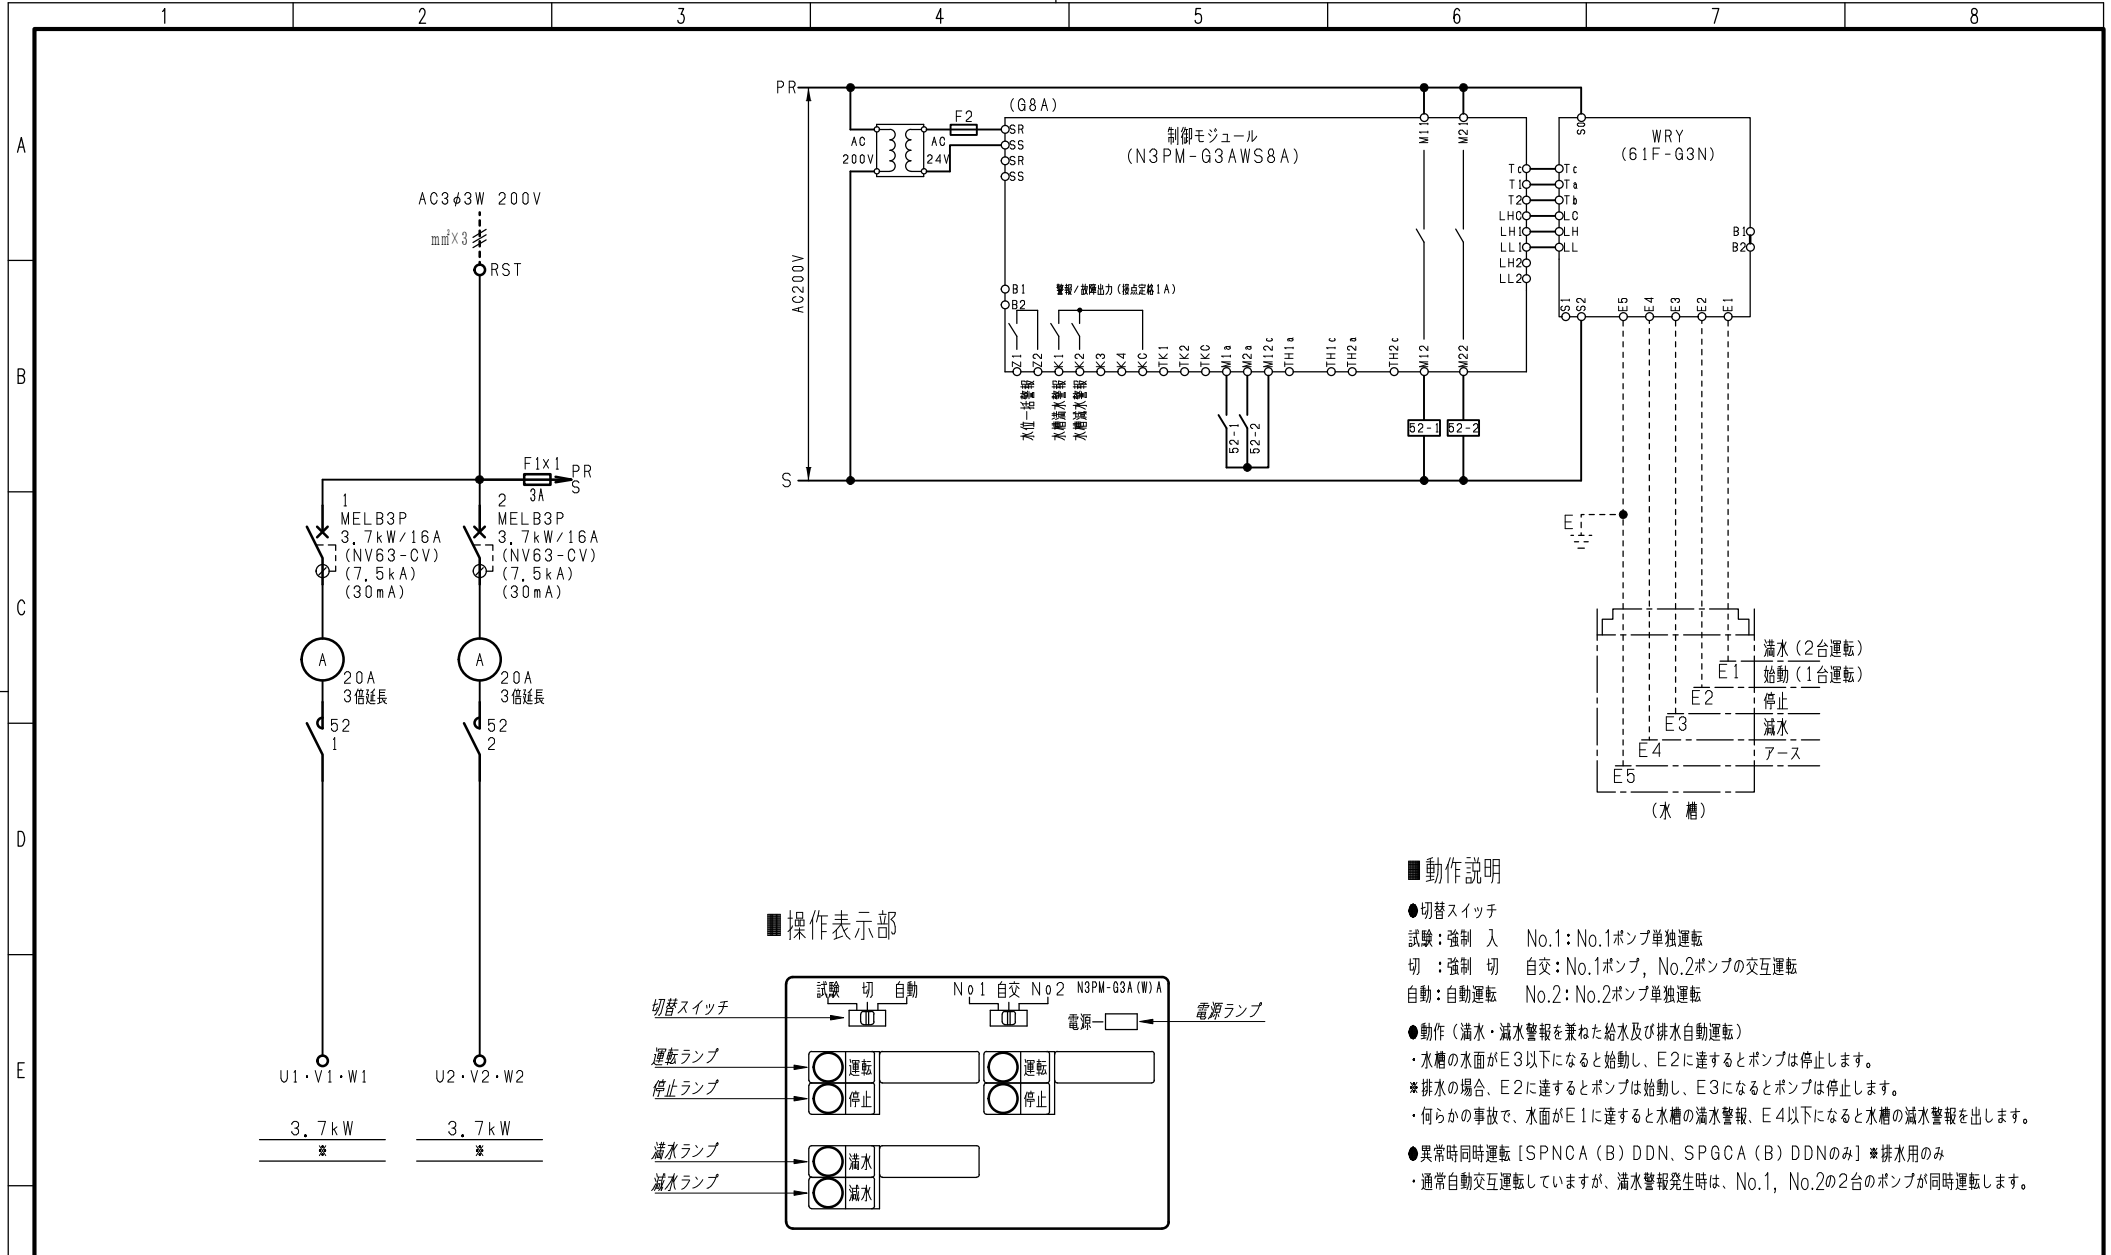 1 2 3 4 5 6 7 8
A
B
C
D
E
AC3φ3W 200V
mm²×3
RST
F1x1
3A
PR
S
1
MELB3P
3.7kW/16A
(NV63-CV)
(7.5kA)
(30mA)
2
MELB3P
3.7kW/16A
(NV63-CV)
(7.5kA)
(30mA)
A
20A
3倍延長
A
20A
3倍延長
52
1
52
2
U1・V1・W1
U2・V2・W2
3.7kW
※
3.7kW
※
PR
AC200V
S
AC
200V
AC
24V
F2
(G8A)
SR
SS
SR
SS
制御モジュール
(N3PM-G3AWS8A)
M11
M21
Tc
T1
T2
LHC
LH1
LL1
LH2
LL2
B1
B2
警報/故障出力(接点定格1A)
Z1
Z2
K1
K2
K3
K4
KC
TK1
TK2
TKC
M1a
M2a
M12c
TH1a
TH1c
TH2a
TH2c
M12
M22
水位一括警報
水槽満水警報
水槽減水警報
52-1
52-2
52-1
52-2
S0
WRY
(61F-G3N)
Tc
Ta
Tb
LC
LH
LL
B1
B2
S1
S2
E5
E4
E3
E2
E1
E
満水(2台運転)
E1
始動(1台運転)
E2
停止
E3
減水
E4
アース
E5
(水 槽)
■操作表示部
試験 切 自動
No1 自交 No2
N3PM-G3A(W)A
切替スイッチ
電源
電源ランプ
運転ランプ
運転
運転
停止ランプ
停止
停止
満水ランプ
満水
減水ランプ
減水
■動作説明
●切替スイッチ
試験：強制 入 No.1：No.1ポンプ単独運転
切 ：強制 切 自交：No.1ポンプ, No.2ポンプの交互運転
自動：自動運転 No.2：No.2ポンプ単独運転
●動作(満水・減水警報を兼ねた給水及び排水自動運転)
・水槽の水面がE3以下になると始動し、E2に達するとポンプは停止します。
※排水の場合、E2に達するとポンプは始動し、E3になるとポンプは停止します。
・何らかの事故で、水面がE1に達すると水槽の満水警報、E4以下になると水槽の減水警報を出します。
●異常時同時運転[SPNCA(B)DDN、SPGCA(B)DDNのみ]※排水用のみ
・通常自動交互運転していますが、満水警報発生時は、No.1, No.2の2台のポンプが同時運転します。